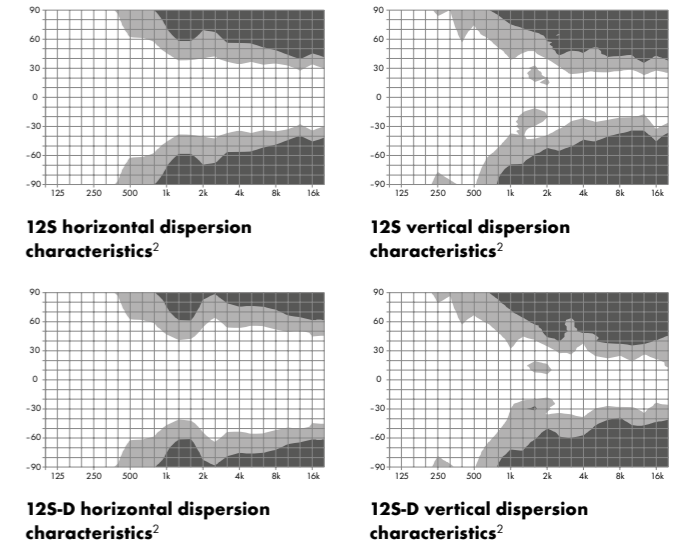 90
60
30
0
-30
-60
-90
125 250 500 1k 2k 4k 8k 16k
12S horizontal dispersion
characteristics2
90
60
30
0
-30
-60
-90
125 250 500 1k 2k 4k 8k 16k
12S vertical dispersion
characteristics2
90
60
30
0
-30
-60
-90
125 250 500 1k 2k 4k 8k 16k
12S-D horizontal dispersion
characteristics2
90
60
30
0
-30
-60
-90
125 250 500 1k 2k 4k 8k 16k
12S-D vertical dispersion
characteristics2